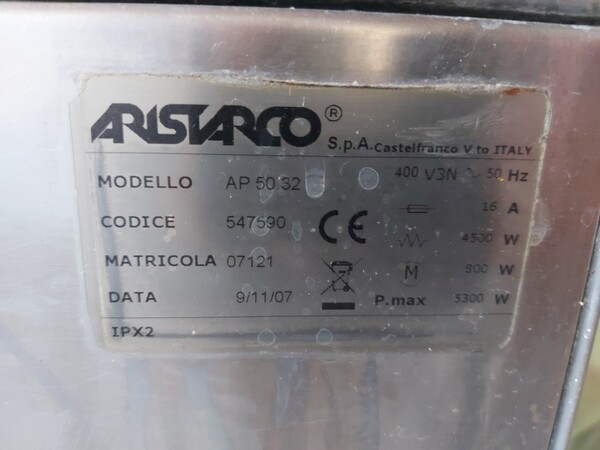 ARISTARCO®
S.p.A. Castelfranco V.to ITALY
MODELLO AP 50 32 400 V3N ~ 50 Hz
CODICE 547690 CE 16 A
4500 W
MATRICOLA 07121 M 800 W
DATA 9/11/07 P.max 5300 W
IPX2